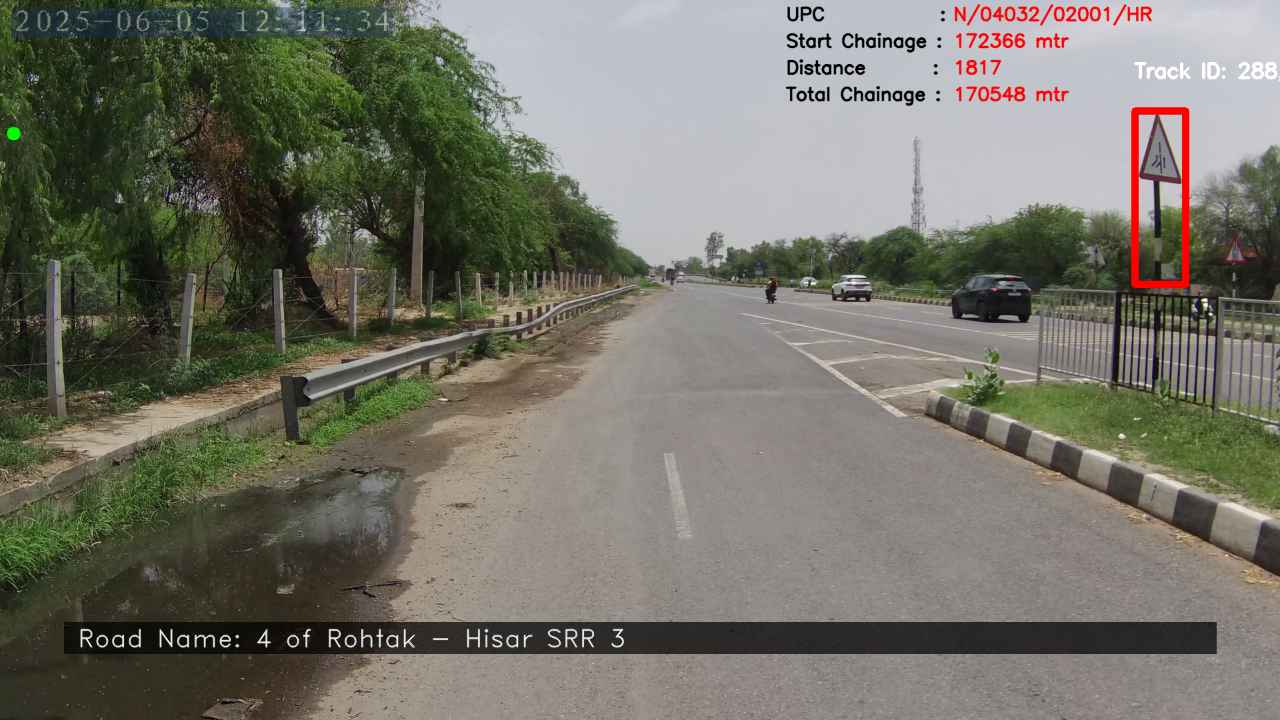 2025-06-05 12:11:34
UPC : N/04032/02001/HR
Start Chainage : 172366 mtr
Distance : 1817
Total Chainage : 170548 mtr
Track ID: 288,
Road Name: 4 of Rohtak - Hisar SRR 3